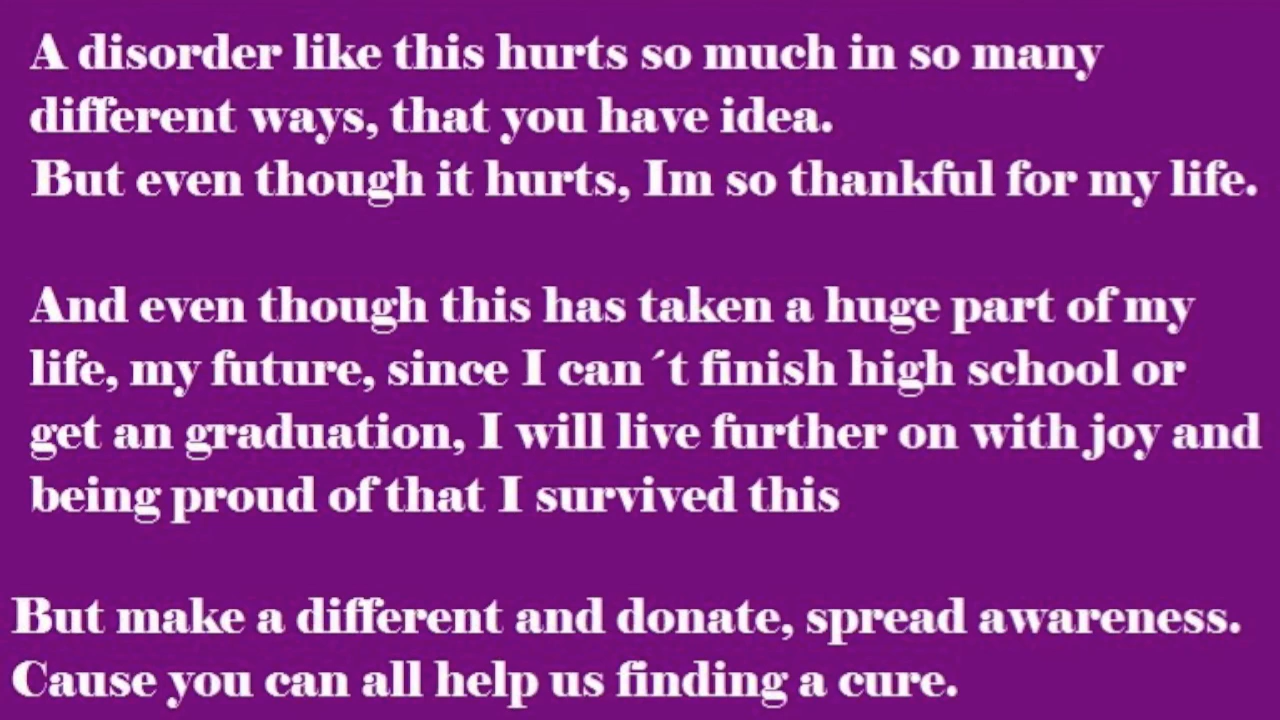 A disorder like this hurts so much in so many
different ways, that you have idea.
But even though it hurts, Im so thankful for my life.
And even though this has taken a huge part of my
life, my future, since I can´t finish high school or
get an graduation, I will live further on with joy and
being proud of that I survived this
But make a different and donate, spread awareness.
Cause you can all help us finding a cure.